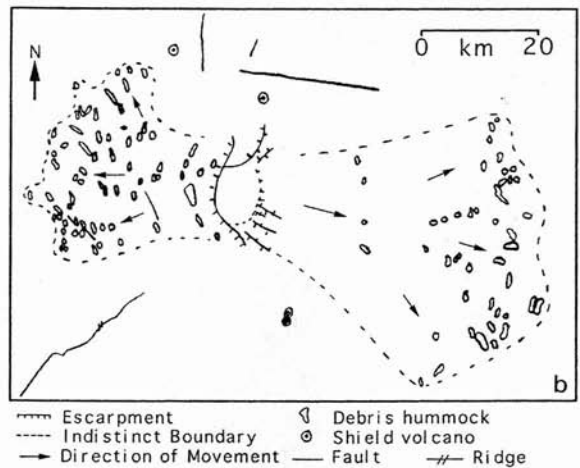 N
0 km 20
b
Escarpment
Debris hummock
Indistinct Boundary
Shield volcano
Direction of Movement
Fault
Ridge